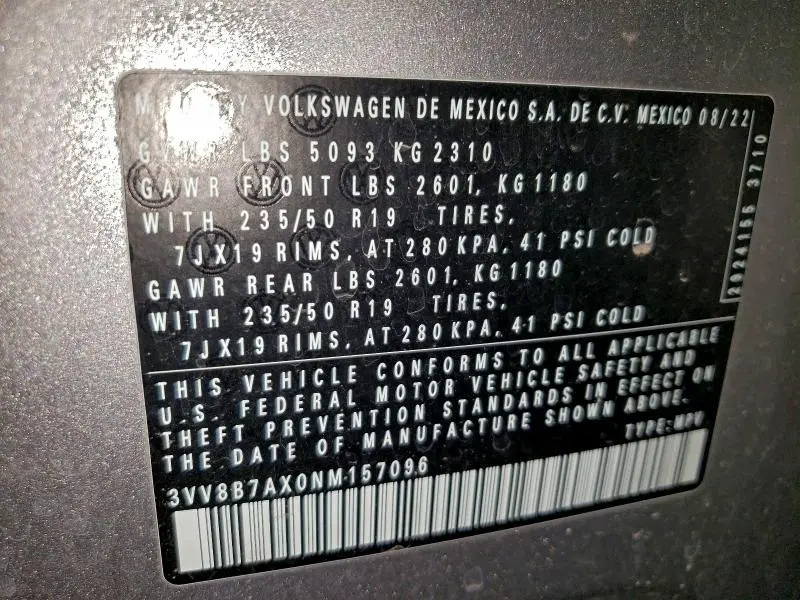 VOLKSWAGEN DE MEXICO S.A. DE C.V. MEXICO 08/22
GVWR LBS 5093 KG 2310
GAWR FRONT LBS 2601, KG 1180
WITH 235/50 R19 TIRES,
7JX19 RIMS, AT 280 KPA, 41 PSI COLD
GAWR REAR LBS 2601, KG 1180
WITH 235/50 R19 TIRES,
7JX19 RIMS, AT 280 KPA, 41 PSI COLD
THIS VEHICLE CONFORMS TO ALL APPLICABLE
U.S. FEDERAL MOTOR VEHICLE SAFETY AND
THEFT PREVENTION STANDARDS IN EFFECT ON
THE DATE OF MANUFACTURE SHOWN ABOVE.
TYPE:MPV
3VV8B7AX0NM157096
2024155 3710